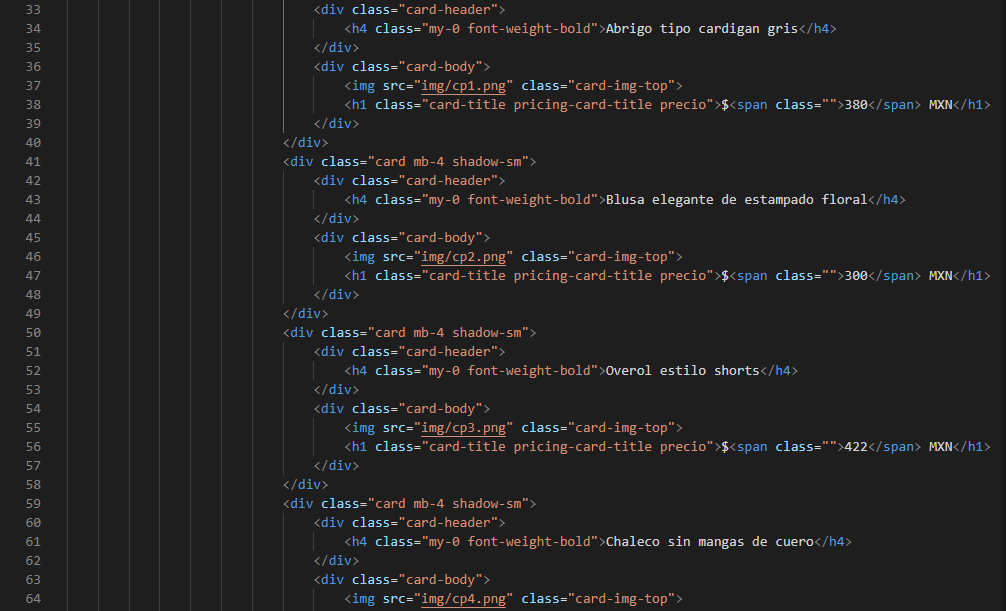 33 <div class="card-header">
34 <h4 class="my-0 font-weight-bold">Abrigo tipo cardigan gris</h4>
35 </div>
36 <div class="card-body">
37 <img src="img/cp1.png" class="card-img-top">
38 <h1 class="card-title pricing-card-title precio">$<span class="">380</span> MXN</h1>
39 </div>
40 </div>
41 <div class="card mb-4 shadow-sm">
42 <div class="card-header">
43 <h4 class="my-0 font-weight-bold">Blusa elegante de estampado floral</h4>
44 </div>
45 <div class="card-body">
46 <img src="img/cp2.png" class="card-img-top">
47 <h1 class="card-title pricing-card-title precio">$<span class="">300</span> MXN</h1>
48 </div>
49 </div>
50 <div class="card mb-4 shadow-sm">
51 <div class="card-header">
52 <h4 class="my-0 font-weight-bold">Overol estilo shorts</h4>
53 </div>
54 <div class="card-body">
55 <img src="img/cp3.png" class="card-img-top">
56 <h1 class="card-title pricing-card-title precio">$<span class="">422</span> MXN</h1>
57 </div>
58 </div>
59 <div class="card mb-4 shadow-sm">
60 <div class="card-header">
61 <h4 class="my-0 font-weight-bold">Chaleco sin mangas de cuero</h4>
62 </div>
63 <div class="card-body">
64 <img src="img/cp4.png" class="card-img-top">